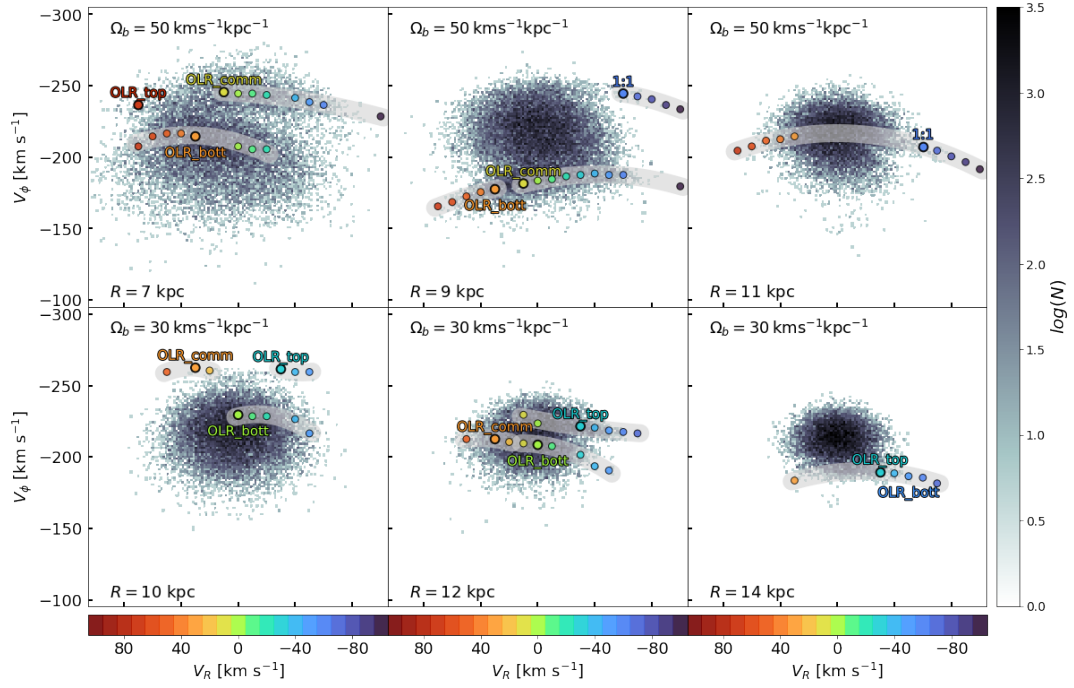 −300
−250
−200
−150
−100
V_ϕ [km s⁻¹]
Ω_b = 50 kms⁻¹kpc⁻¹
OLR_comm
OLR_top
OLR_bott
R = 7 kpc
Ω_b = 50 kms⁻¹kpc⁻¹
1:1
OLR_comm
OLR_bott
R = 9 kpc
Ω_b = 50 kms⁻¹kpc⁻¹
1:1
R = 11 kpc
−300
−250
−200
−150
−100
V_ϕ [km s⁻¹]
Ω_b = 30 kms⁻¹kpc⁻¹
OLR_comm
OLR_top
OLR_bott
R = 10 kpc
Ω_b = 30 kms⁻¹kpc⁻¹
OLR_top
OLR_comm
OLR_bott
R = 12 kpc
Ω_b = 30 kms⁻¹kpc⁻¹
OLR_top
OLR_bott
R = 14 kpc
80 40 0 −40 −80
V_R [km s⁻¹]
80 40 0 −40 −80
V_R [km s⁻¹]
80 40 0 −40 −80
V_R [km s⁻¹]
3.5
3.0
2.5
2.0
1.5
1.0
0.5
0.0
log(N)